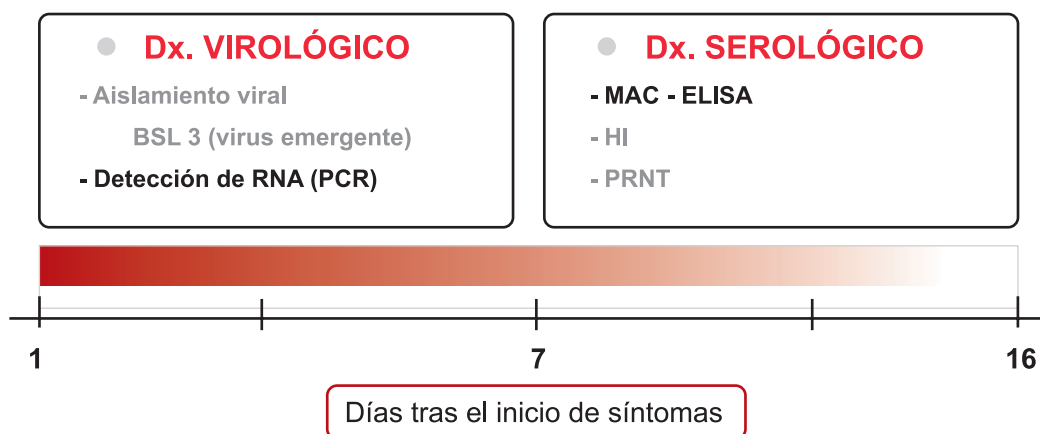 Dx. VIROLÓGICO
- Aislamiento viral
BSL 3 (virus emergente)
- Detección de RNA (PCR)
Dx. SEROLÓGICO
- MAC - ELISA
- HI
- PRNT
1
7
16
Días tras el inicio de síntomas